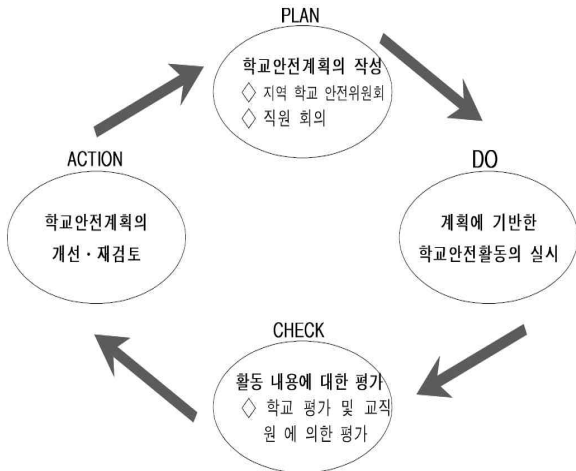 PLAN
학교안전계획의 작성
◇ 지역 학교 안전위원회
◇ 직원 회의
ACTION
학교안전계획의
개선·재검토
DO
계획에 기반한
학교안전활동의 실시
CHECK
활동 내용에 대한 평가
◇ 학교 평가 및 교직
원 에 의한 평가